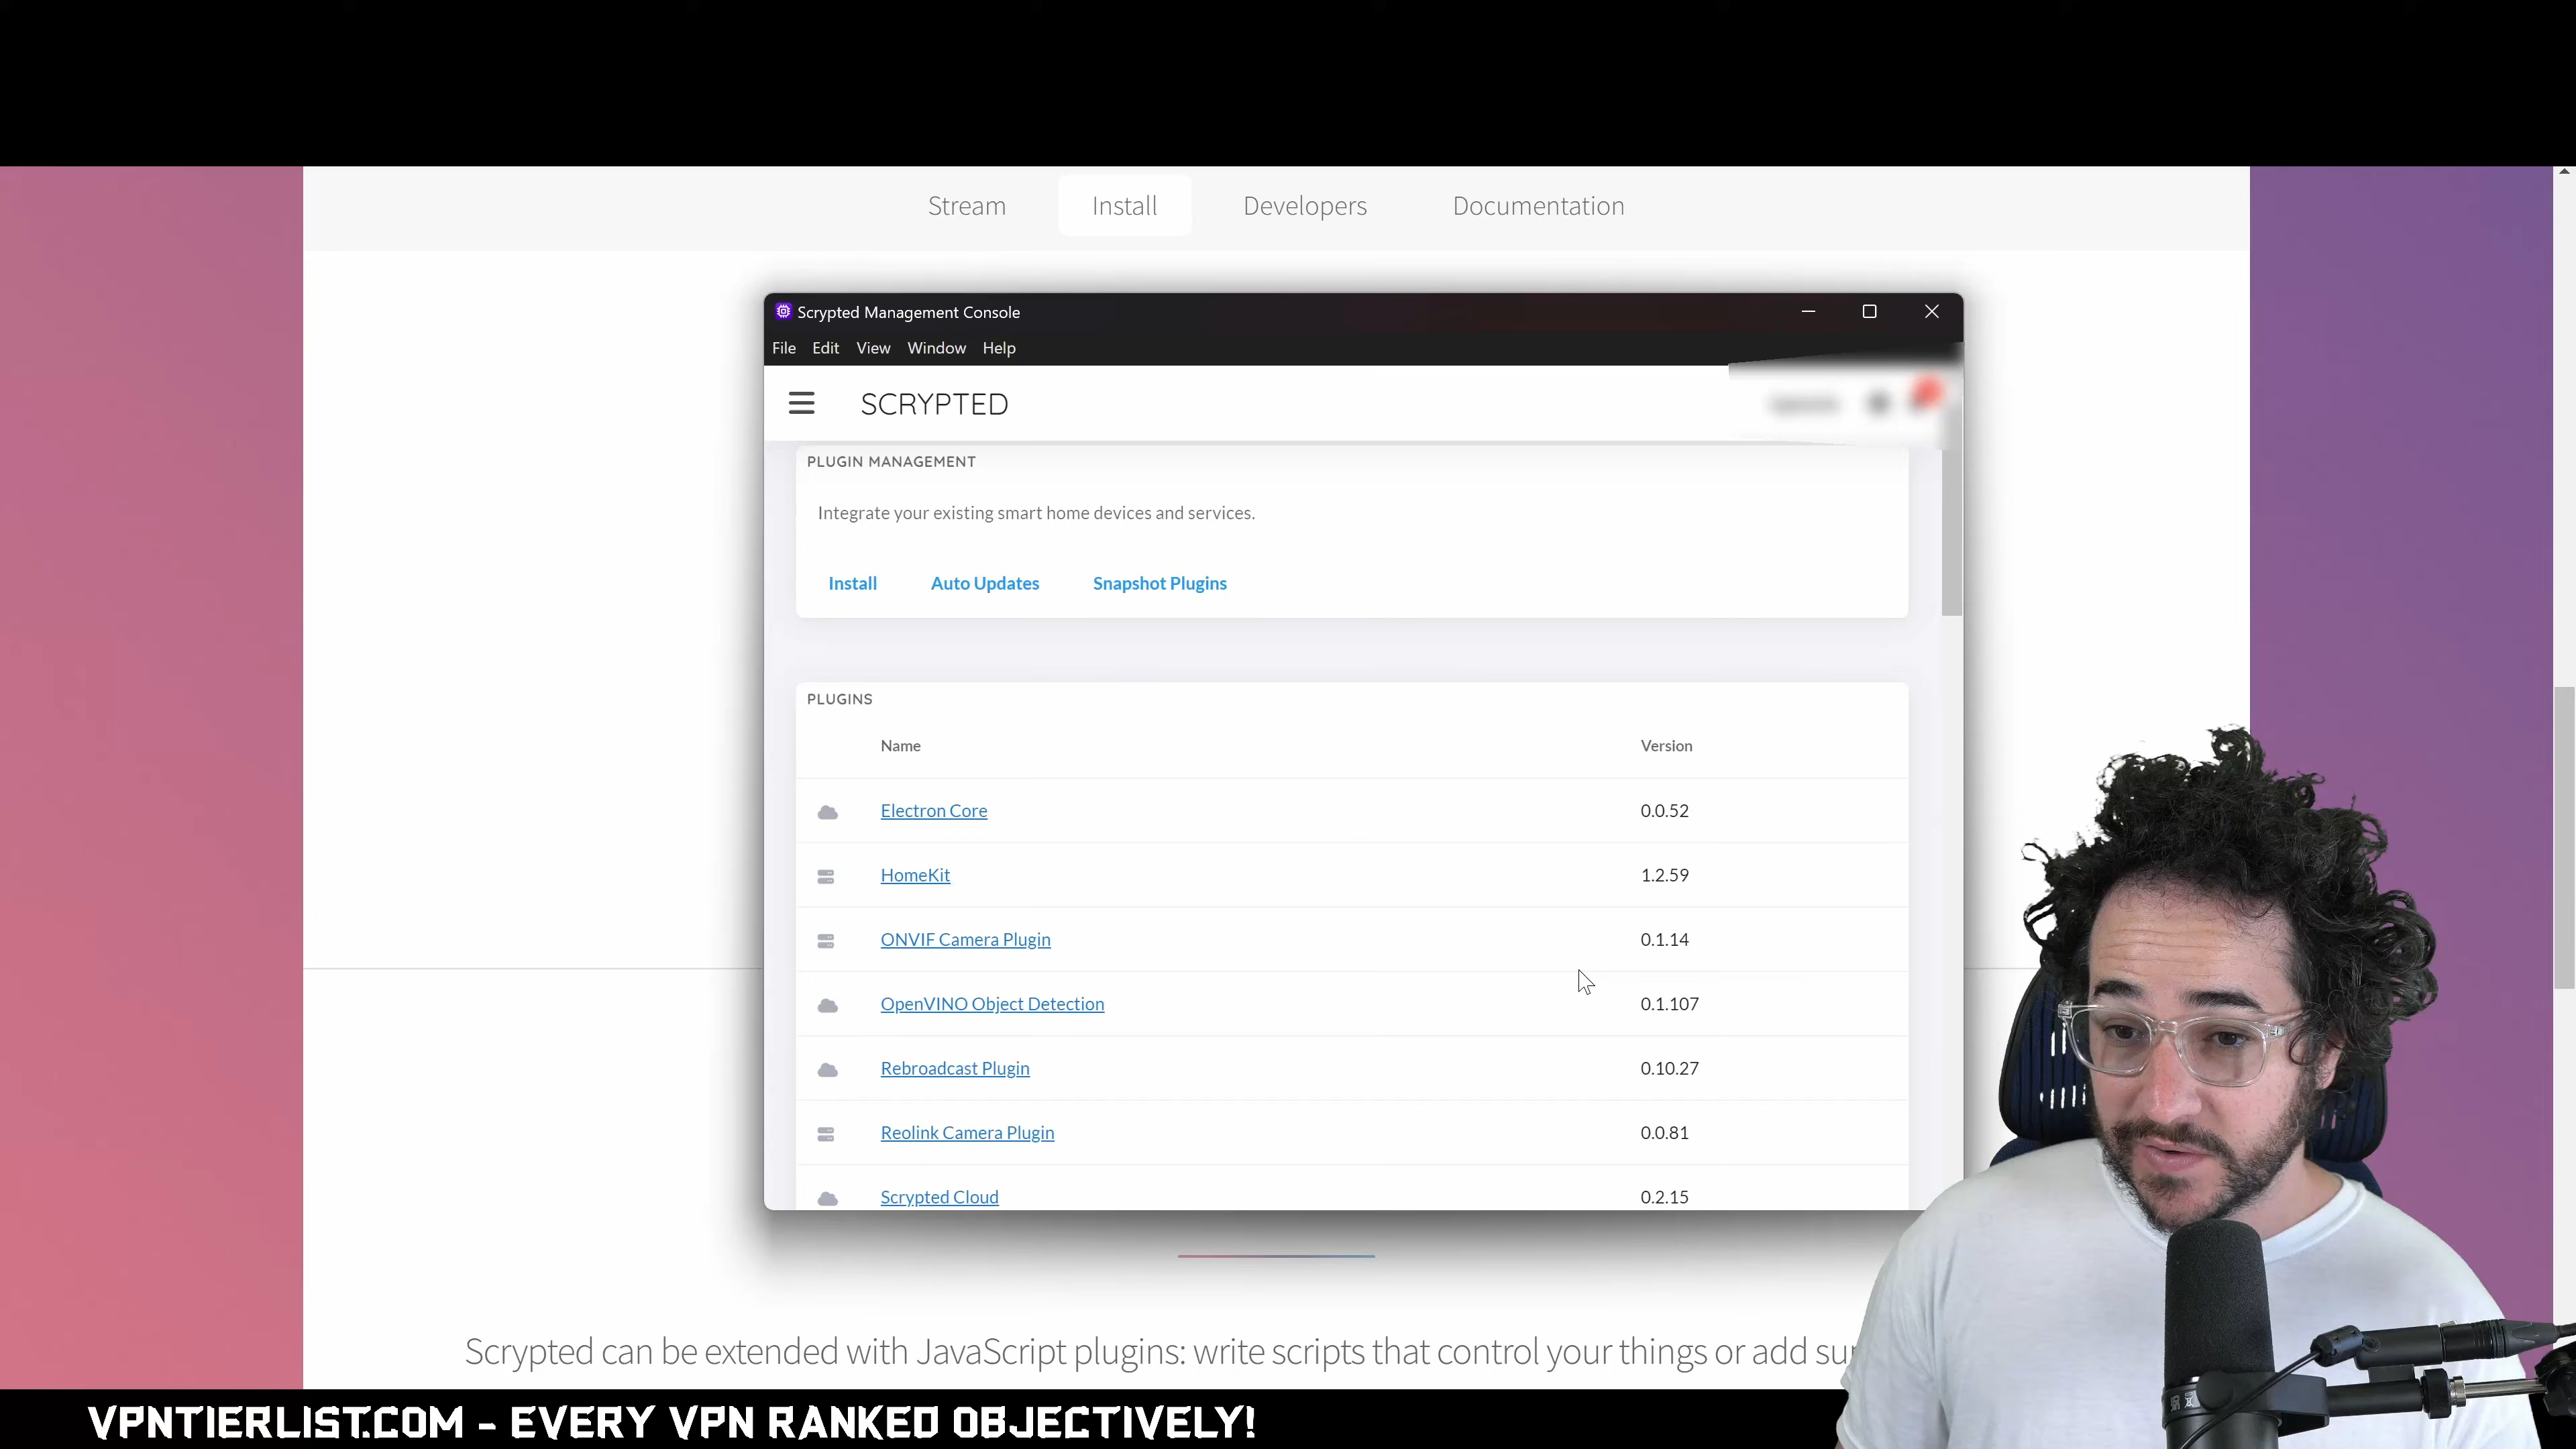 Stream Install Developers Documentation
Scrypted Management Console
File Edit View Window Help
SCRYPTED
PLUGIN MANAGEMENT
Integrate your existing smart home devices and services.
Install Auto Updates Snapshot Plugins
PLUGINS
Name Version
Electron Core 0.0.52
HomeKit 1.2.59
ONVIF Camera Plugin 0.1.14
OpenVINO Object Detection 0.1.107
Rebroadcast Plugin 0.10.27
Reolink Camera Plugin 0.0.81
Scrypted Cloud 0.2.15
Scrypted can be extended with JavaScript plugins: write scripts that control your things or add
VPNTIERLIST.COM - EVERY VPN RANKED OBJECTIVELY!